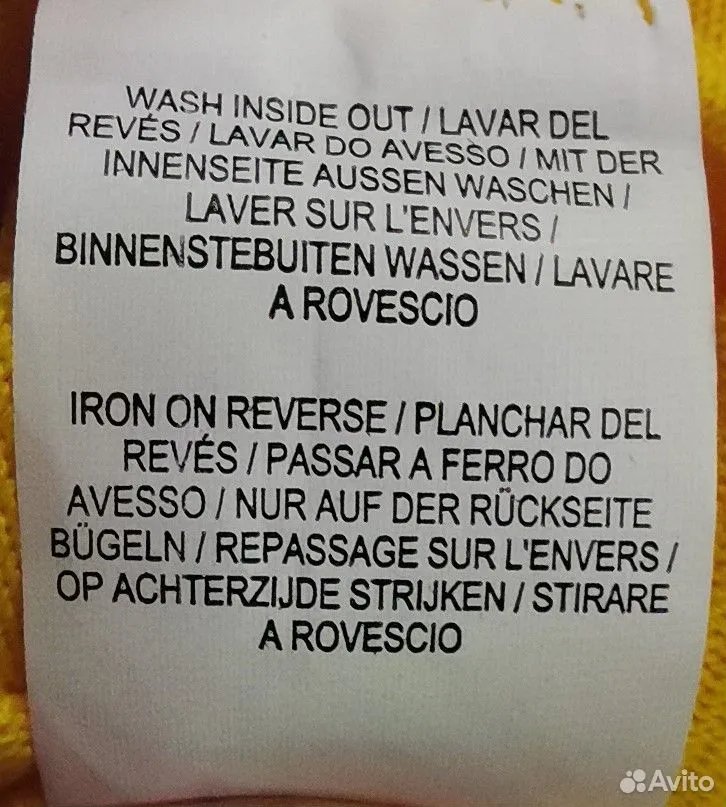 WASH INSIDE OUT / LAVAR DEL
REVÉS / LAVAR DO AVESSO / MIT DER
INNENSEITE AUSSEN WASCHEN /
LAVER SUR L'ENVERS /
BINNENSTEBUITEN WASSEN / LAVARE
A ROVESCIO
IRON ON REVERSE / PLANCHAR DEL
REVÉS / PASSAR A FERRO DO
AVESSO / NUR AUF DER RÜCKSEITE
BÜGELN / REPASSAGE SUR L'ENVERS /
OP ACHTERZIJDE STRIJKEN / STIRARE
A ROVESCIO
Avito